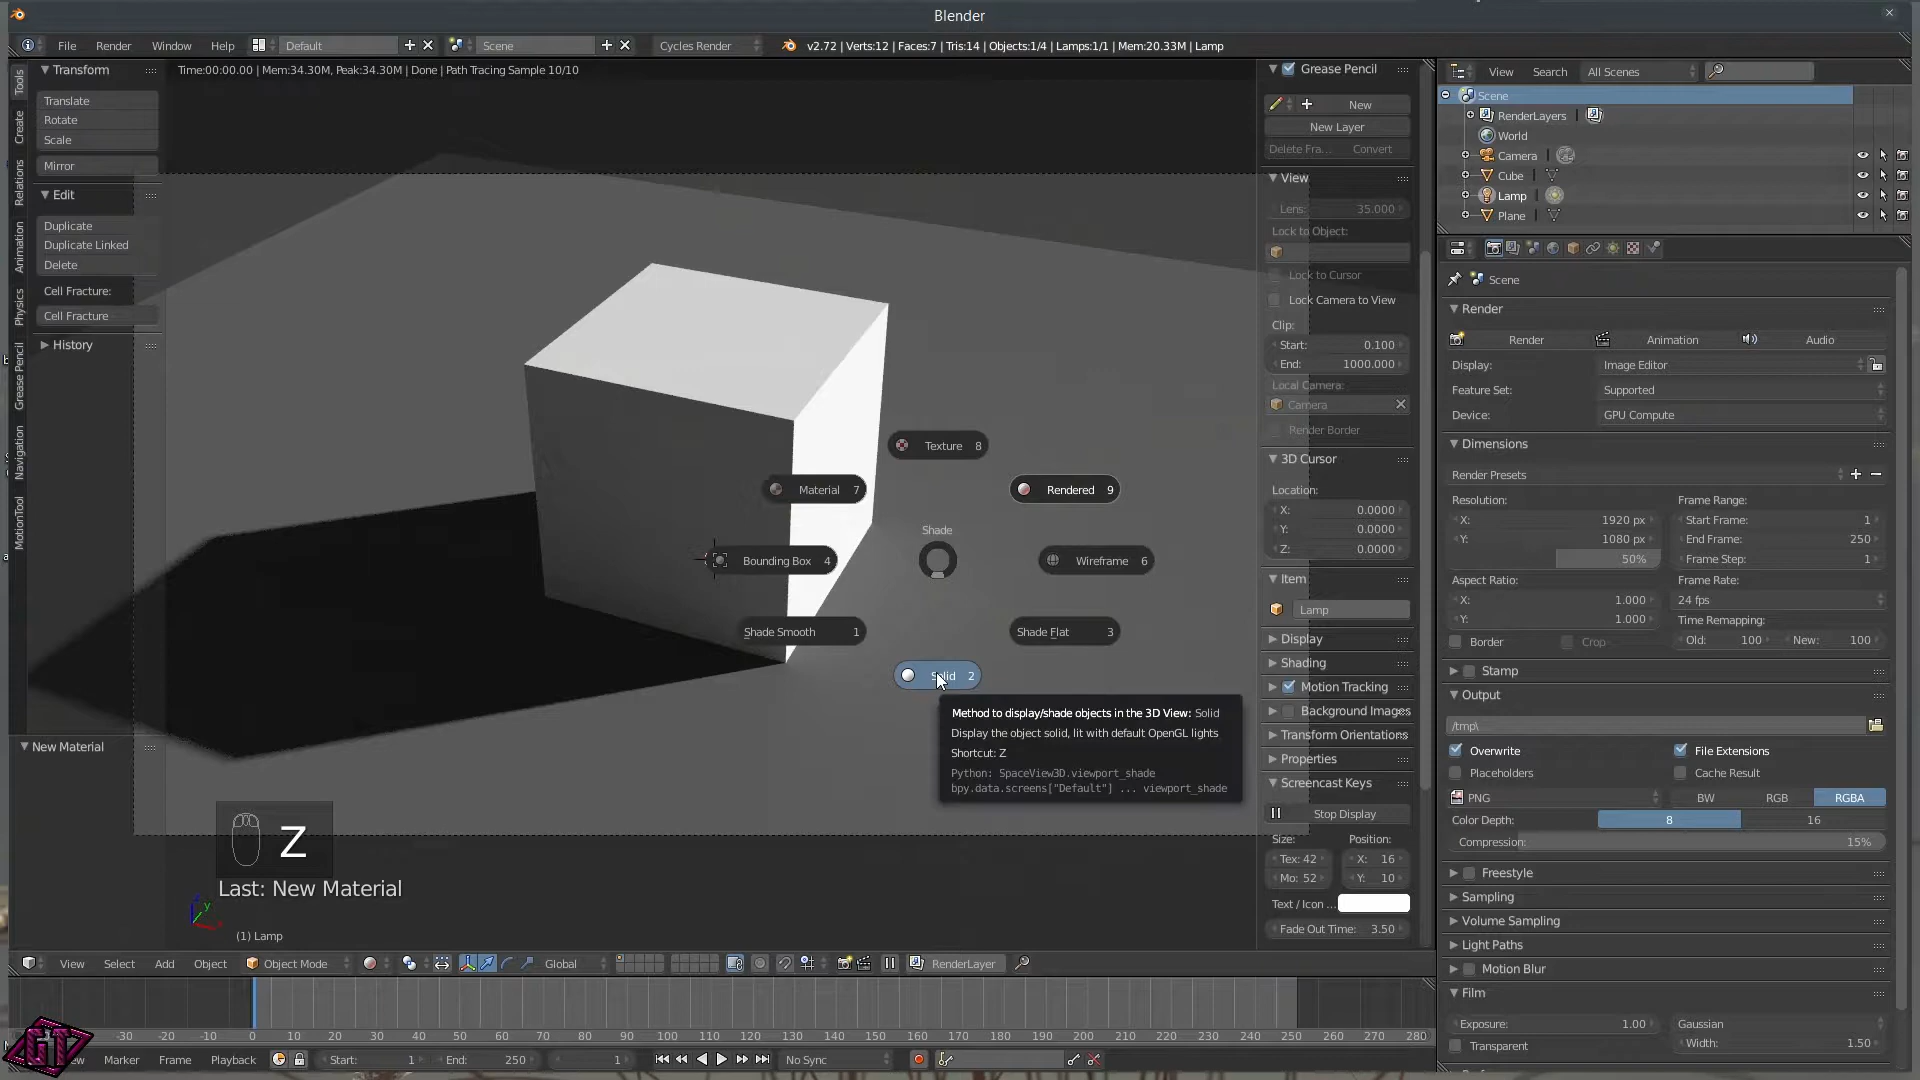 Blender
File Render Window Help Default Scene Cycles Render v2.72 | Verts:12 | Faces:7 | Tris:14 | Objects:1/4 | Lamps:1/1 | Mem:20.33M | Lamp
Time:00:00.00 | Mem:34.30M, Peak:34.30M | Done | Path Tracing Sample 10/10
Tools
Create
Relations
Animation
Physics
Grease Pencil
Navigation
MotionTool
Transform
Translate
Rotate
Scale
Mirror
Edit
Duplicate
Duplicate Linked
Delete
Cell Fracture:
Cell Fracture
History
New Material
Texture 8
Material 7
Rendered 9
Shade
Bounding Box 4
Wireframe 6
Shade Smooth 1
Shade Flat 3
Solid 2
Method to display/shade objects in the 3D View: Solid
Display the object solid, lit with default OpenGL lights
Shortcut: Z
Python: SpaceView3D.viewport_shade
bpy.data.screens["Default"] ... viewport_shade
Z
Last: New Material
y
(1) Lamp
Grease Pencil
New
New Layer
Delete Fra... Convert
View
Lens: 35.000
Lock to Object:
Lock to Cursor
Lock Camera to View
Clip:
Start: 0.100
End: 1000.000
Local Camera:
Camera
Render Border
3D Cursor
Location:
X: 0.0000
Y: 0.0000
Z: 0.0000
Item
Lamp
Display
Shading
Motion Tracking
Background Images
Transform Orientations
Properties
Screencast Keys
Stop Display
Size: Position:
Tex: 42 X: 16
Mo: 52 Y: 10
Text / Icon ...
Fade Out Time: 3.50
View Search All Scenes
Scene
RenderLayers
World
Camera
Cube
Lamp
Plane
Scene
Render
Render Animation Audio
Display: Image Editor
Feature Set: Supported
Device: GPU Compute
Dimensions
Render Presets
Resolution: Frame Range:
X: 1920 px Start Frame: 1
Y: 1080 px End Frame: 250
50% Frame Step: 1
Aspect Ratio: Frame Rate:
X: 1.000 24 fps
Y: 1.000 Time Remapping:
Border Crop Old: 100 New: 100
Stamp
Output
/tmp\
Overwrite File Extensions
Placeholders Cache Result
PNG BW RGB RGBA
Color Depth: 8 16
Compression: 15%
Freestyle
Sampling
Volume Sampling
Light Paths
Motion Blur
Film
Exposure: 1.00 Gaussian
Transparent Width: 1.50
View Select Add Object Object Mode Global RenderLayer
-30 -20 -10 0 10 20 30 40 50 60 70 80 90 100 110 120 130 140 150 160 170 180 190 200 210 220 230 240 250 260 270 280
Marker Frame Playback Start: 1 End: 250 1 No Sync
GT